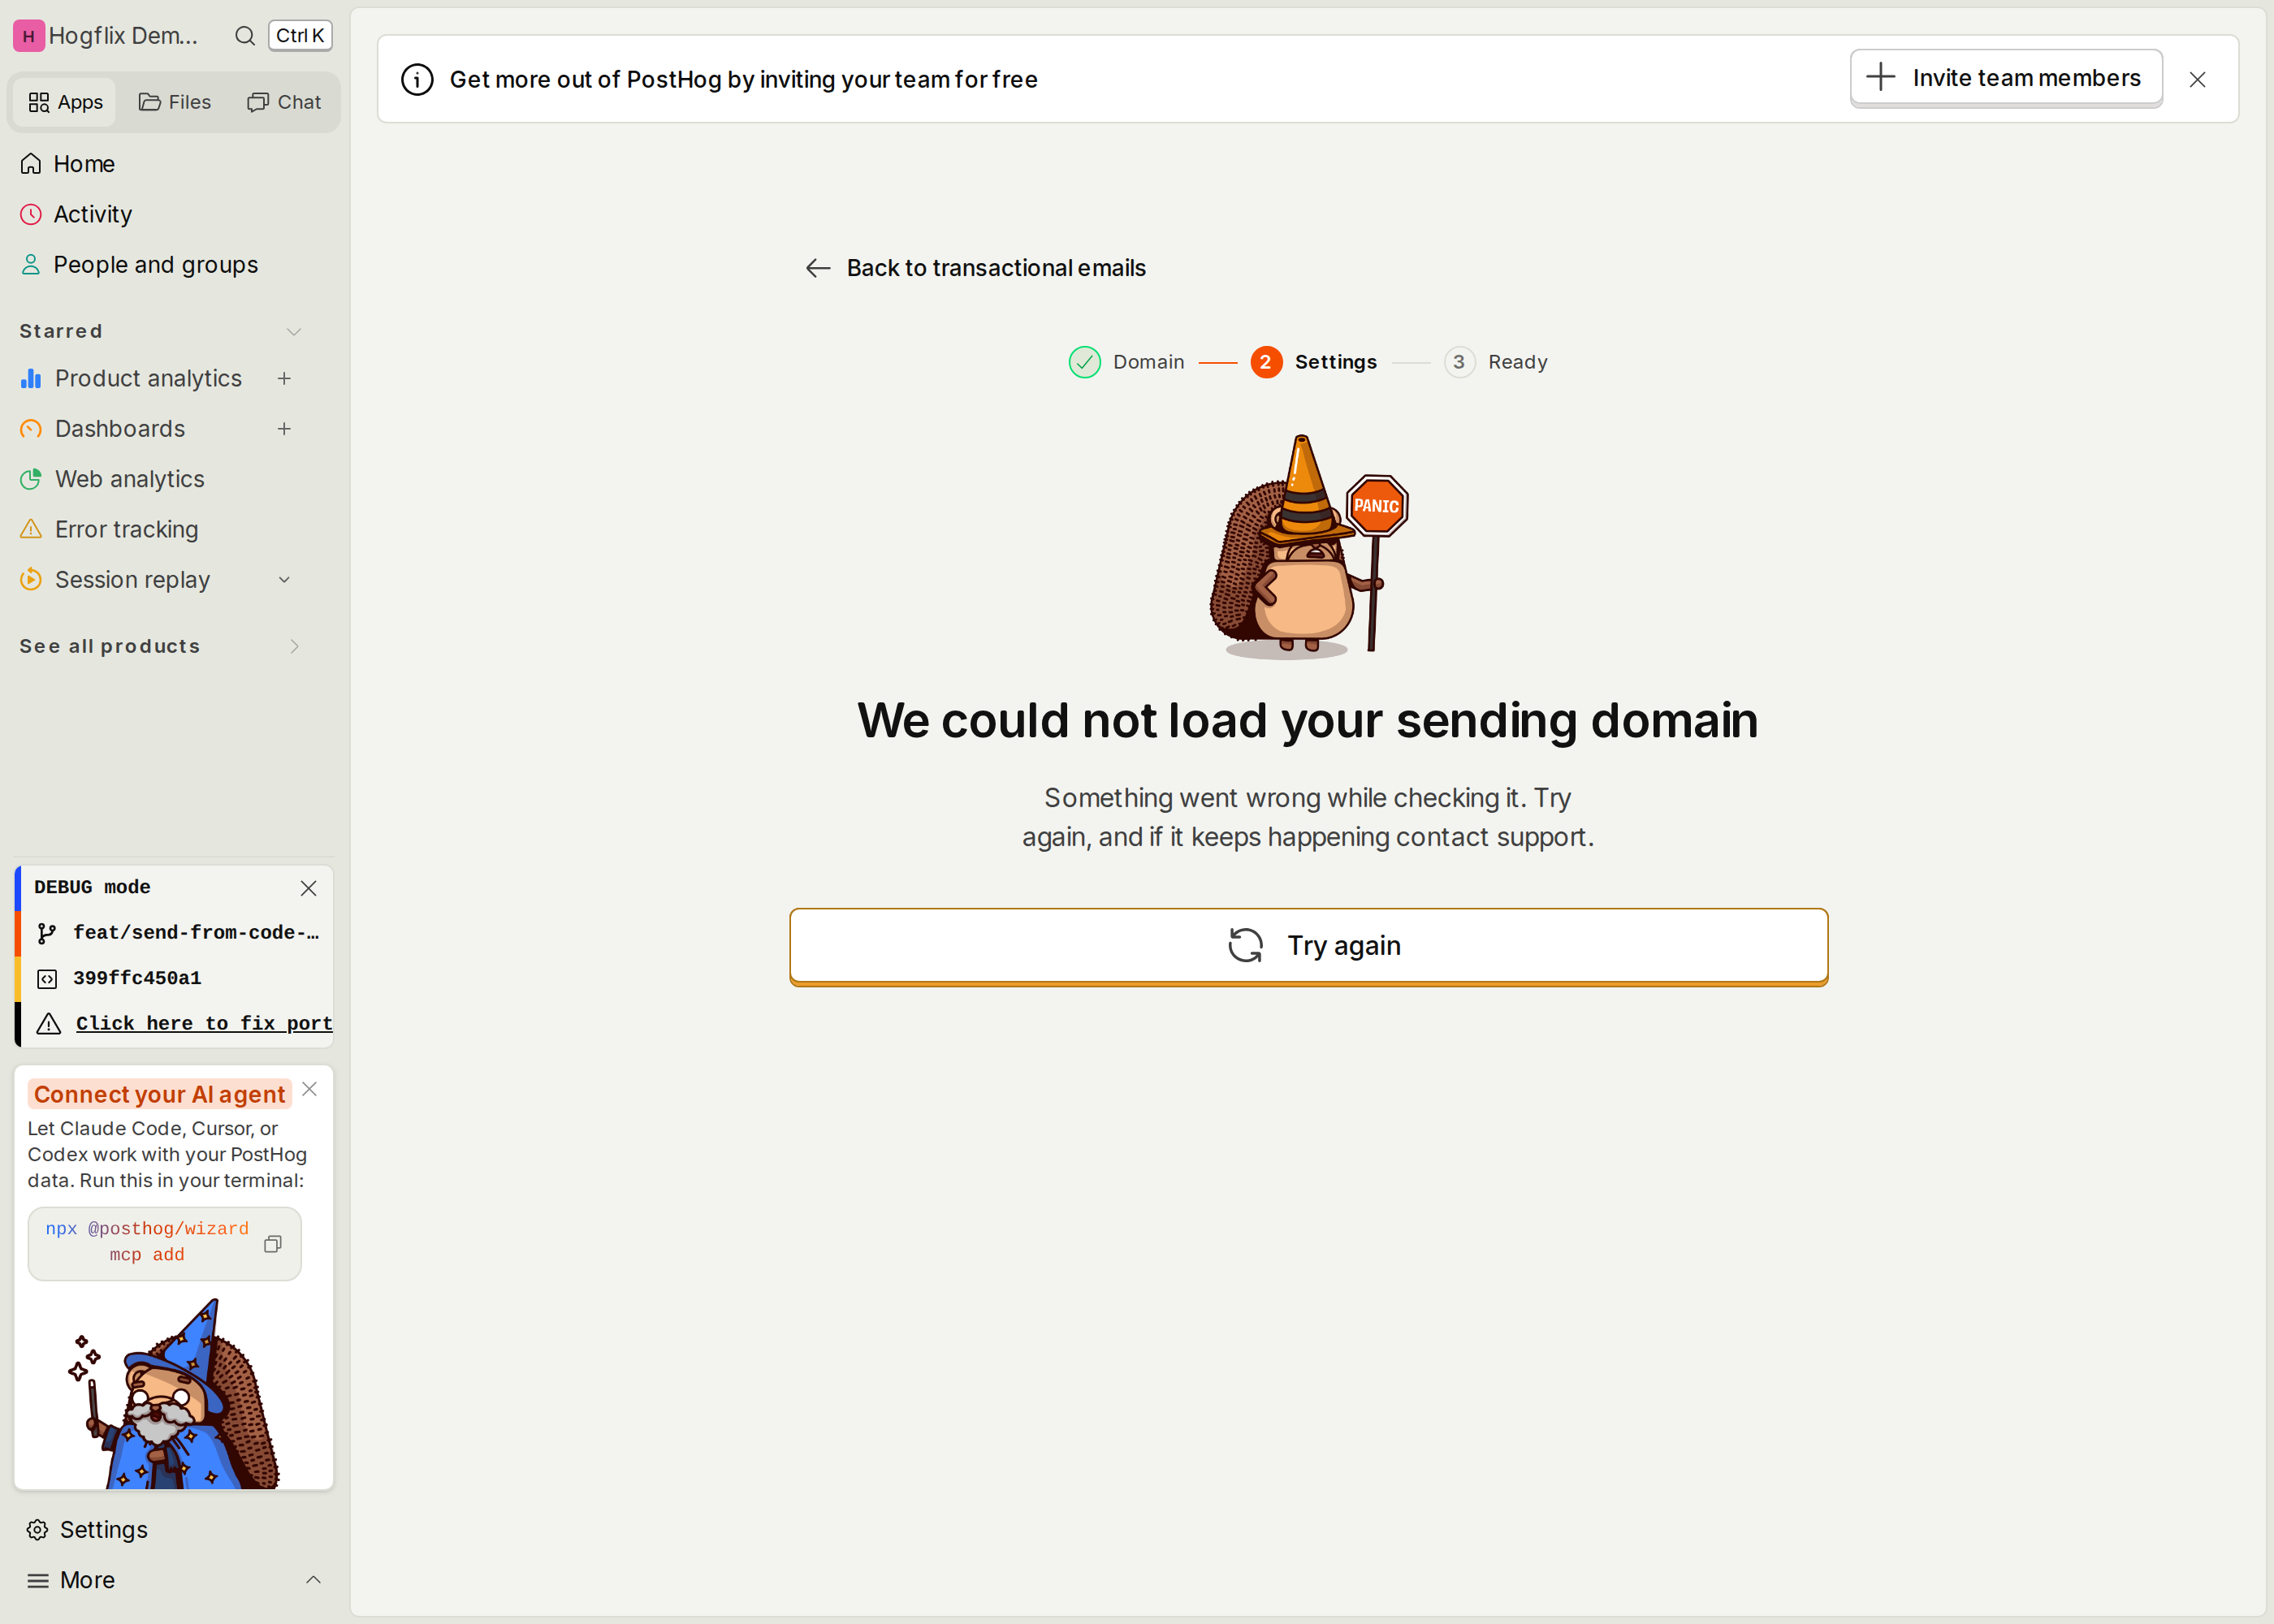 H Hogflix Dem... Ctrl K
Apps Files Chat
Home
Activity
People and groups
Starred
Product analytics
Dashboards
Web analytics
Error tracking
Session replay
See all products
DEBUG mode
feat/send-from-code-…
399ffc450a1
Click here to fix port
Connect your AI agent
Let Claude Code, Cursor, or
Codex work with your PostHog
data. Run this in your terminal:
npx @posthog/wizard
mcp add
Settings
More
Get more out of PostHog by inviting your team for free
Invite team members
Back to transactional emails
Domain 2 Settings 3 Ready
PANIC
We could not load your sending domain
Something went wrong while checking it. Try
again, and if it keeps happening contact support.
Try again